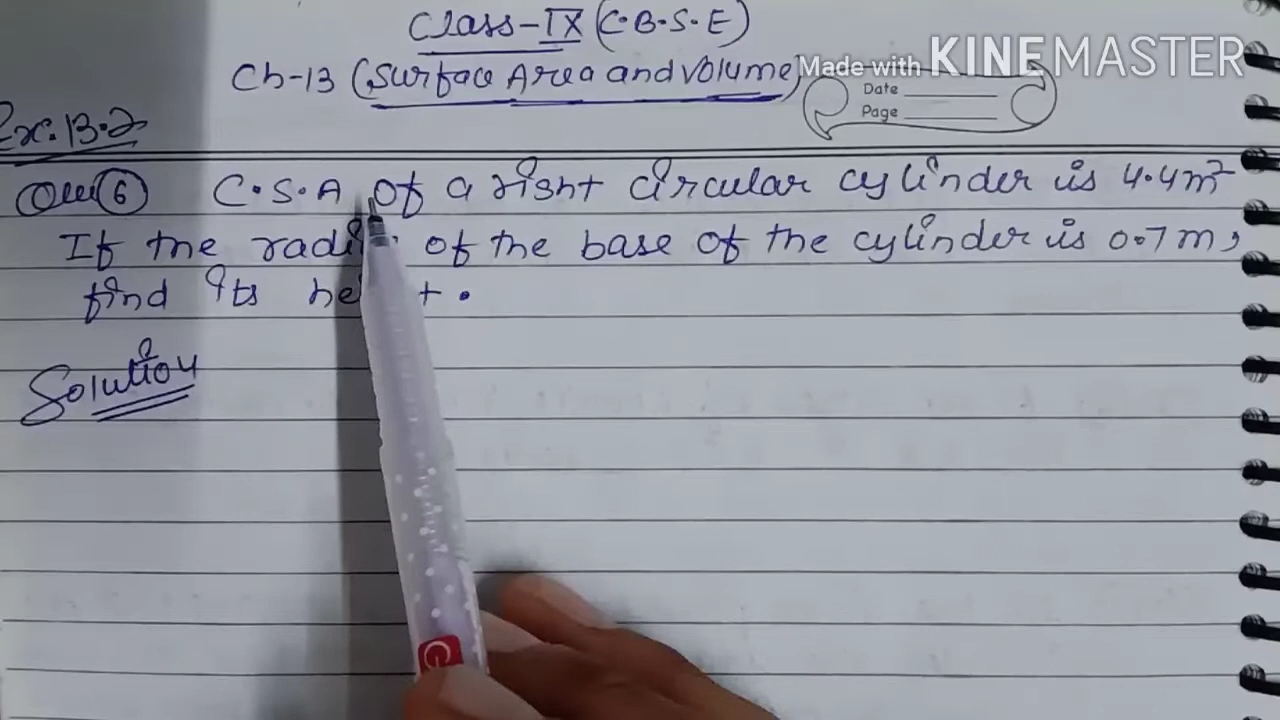 Class-IX (C.B.S.E)
Ch-13 (Surface Area and Volume)
Made with KINEMASTER
Date
Page
Ex. 13.2
Que 6 C.S.A of a right circular cylinder is 4.4m²
If the of the base of the cylinder is 0.7m,
find its
Solution